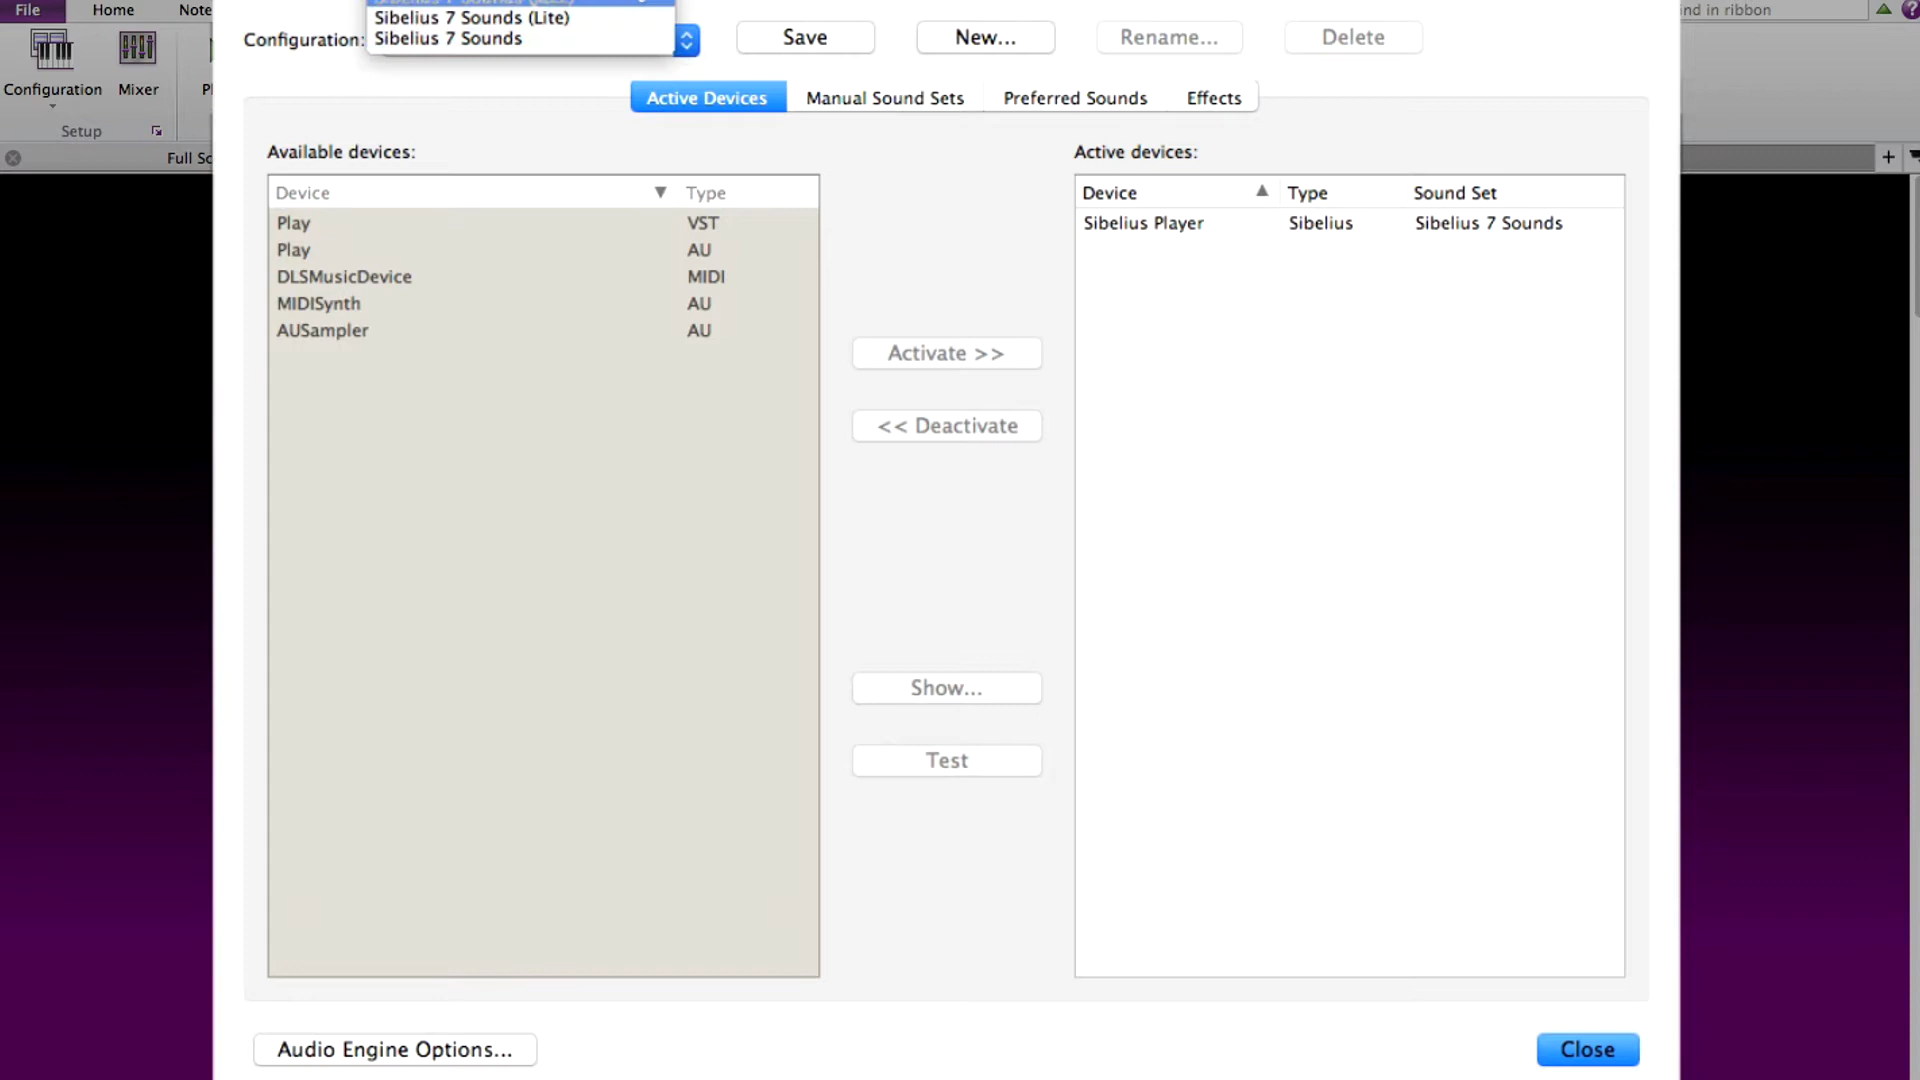 File Home Note
nd in ribbon
Sibelius 7 Sounds (Lite)
Sibelius 7 Sounds
Configuration:
Save New... Rename... Delete
Configuration Mixer
Setup
Active Devices Manual Sound Sets Preferred Sounds Effects
Full Sc
Available devices:
Device Type
Play VST
Play AU
DLSMusicDevice MIDI
MIDISynth AU
AUSampler AU
Activate >>
<< Deactivate
Show...
Test
Active devices:
Device Type Sound Set
Sibelius Player Sibelius Sibelius 7 Sounds
Audio Engine Options...
Close